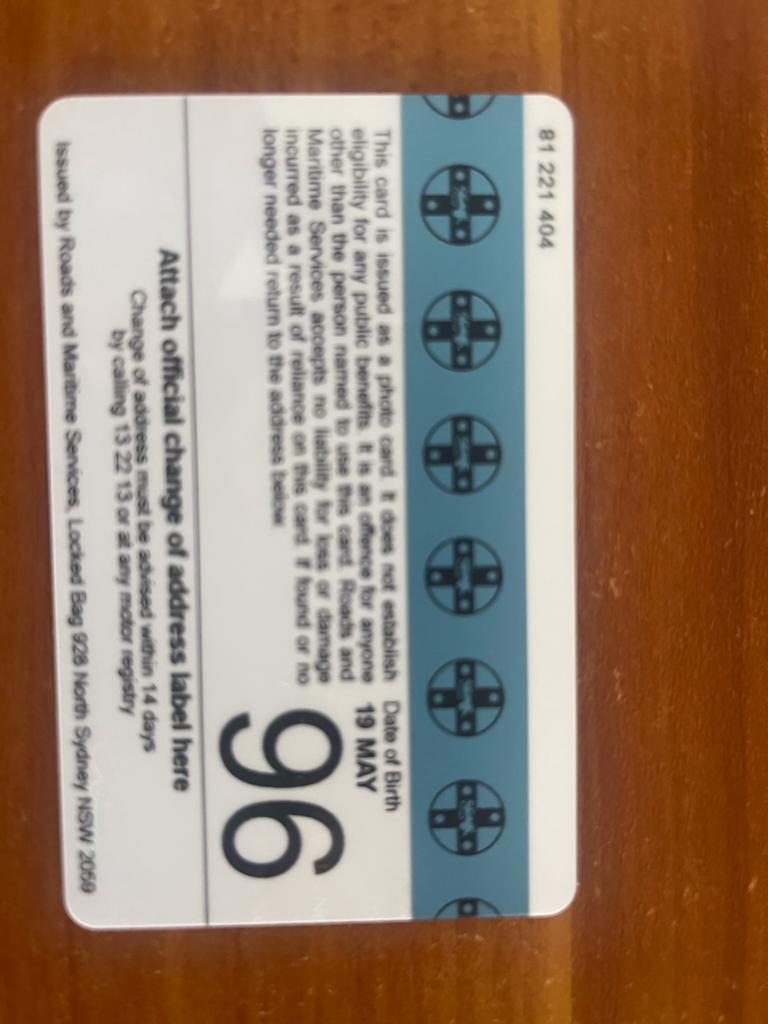 81 221 404
This card is issued as a photo card. It does not establish
eligibility for any public benefits. It is an offence for anyone
other than the person named to use this card. Roads and
Maritime Services accepts no liability for loss or damage
incurred as a result of reliance on this card. If found or no
longer needed return to the address below.
Date of Birth
19 MAY
96
Attach official change of address label here
Change of address must be advised within 14 days
by calling 13 22 13 or at any motor registry
Issued by Roads and Maritime Services, Locked Bag 928 North Sydney NSW 2059